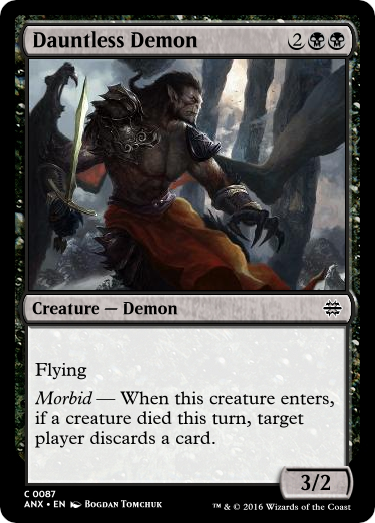 Dauntless Demon 2
Creature — Demon
Flying
Morbid — When this creature enters,
if a creature died this turn, target
player discards a card.
3/2
C 0087
ANX • EN Bogdan Tomchuk
™ & © 2016 Wizards of the Coast